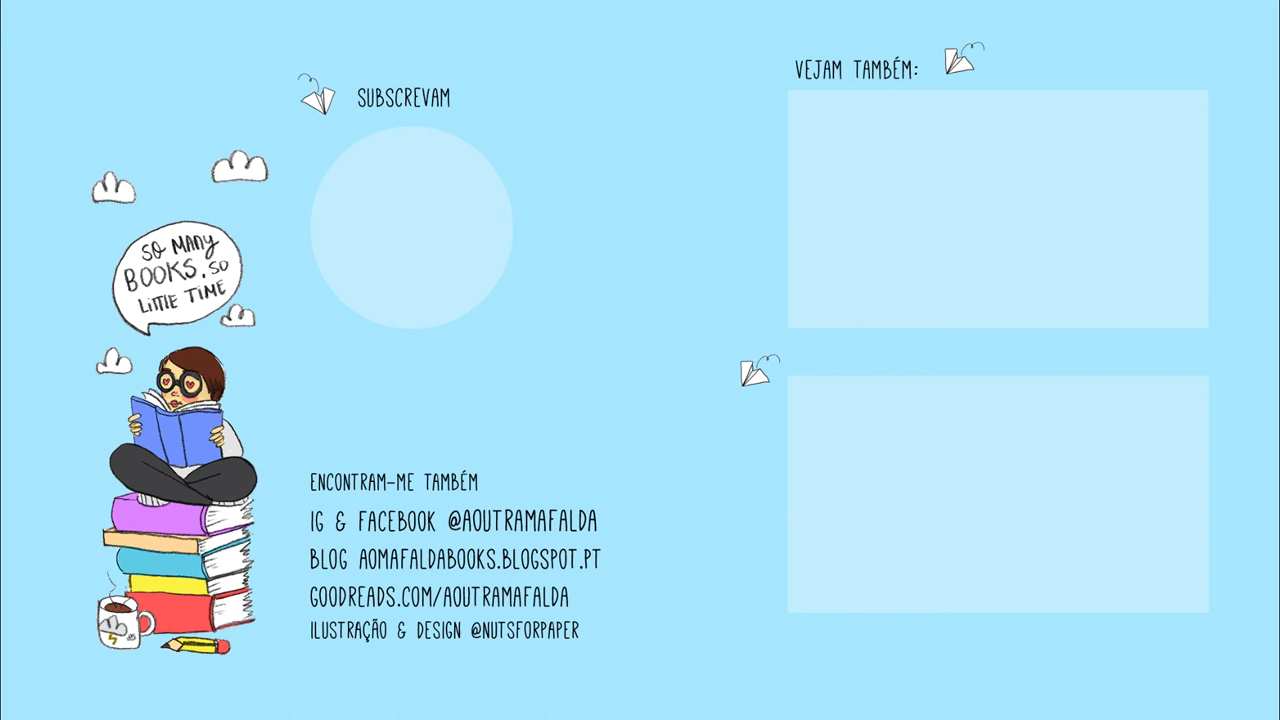 SUBSCREVAM
VEJAM TAMBÉM:
SO MANY
BOOKS, SO
LITTLE TIME
ENCONTRAM-ME TAMBÉM
IG & FACEBOOK @AOUTRAMAFALDA
BLOG AOMAFALDABOOKS.BLOGSPOT.PT
GOODREADS.COM/AOUTRAMAFALDA
ILUSTRAÇÃO & DESIGN @NUTSFORPAPER